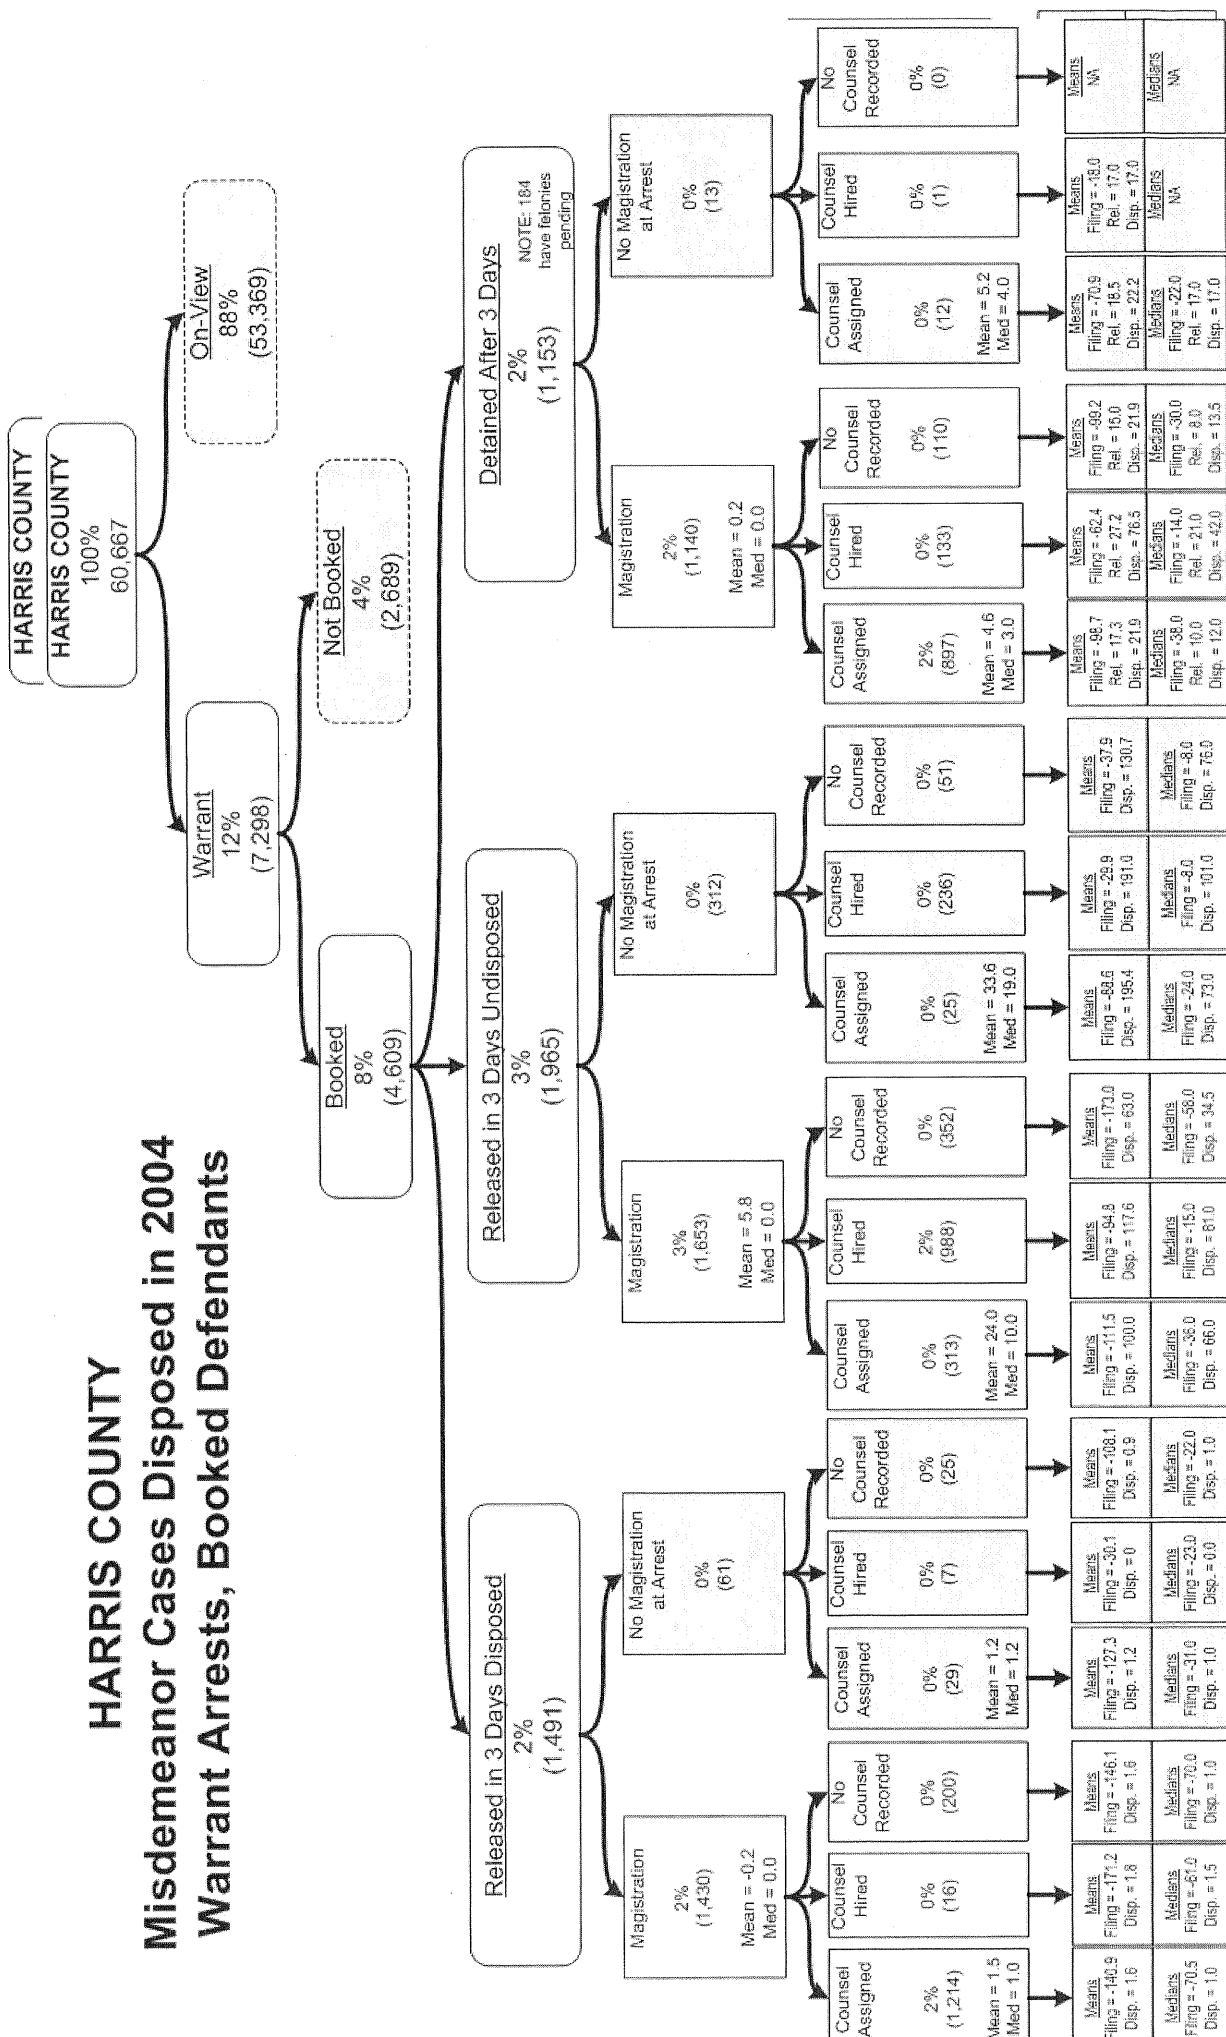 HARRIS COUNTY
Misdemeanor Cases Disposed in 2004
Warrant Arrests, Booked Defendants
HARRIS COUNTY
HARRIS COUNTY
100%
60,667
Warrant
12%
(7,298)
On-View
88%
(53,369)
Booked
8%
(4,609)
Not Booked
4%
(2,689)
Released in 3 Days Disposed
2%
(1,491)
Released in 3 Days Undisposed
3%
(1,965)
Detained After 3 Days
2%
(1,153)
NOTE: 184
have felonies
pending
Magistration
2%
(1,430)
Mean = -0.2
Med = 0.0
No Magistration
at Arrest
0%
(61)
Magistration
3%
(1,653)
Mean = 5.8
Med = 0.0
No Magistration
at Arrest
0%
(312)
Magistration
2%
(1,140)
Mean = 0.2
Med = 0.0
No Magistration
at Arrest
0%
(13)
Counsel
Assigned
2%
(1,214)
Mean = 1.5
Med = 1.0
Counsel
Hired
0%
(16)
No
Counsel
Recorded
0%
(200)
Counsel
Assigned
0%
(29)
Mean = 1.2
Med = 1.2
Counsel
Hired
0%
(7)
No
Counsel
Recorded
0%
(25)
Counsel
Assigned
0%
(313)
Mean = 24.0
Med = 10.0
Counsel
Hired
2%
(988)
No
Counsel
Recorded
0%
(352)
Counsel
Assigned
0%
(25)
Mean = 33.6
Med = 19.0
Counsel
Hired
0%
(236)
No
Counsel
Recorded
0%
(51)
Counsel
Assigned
2%
(897)
Mean = 4.6
Med = 3.0
Counsel
Hired
0%
(133)
No
Counsel
Recorded
0%
(110)
Counsel
Assigned
0%
(12)
Mean = 5.2
Med = 4.0
Counsel
Hired
0%
(1)
No
Counsel
Recorded
0%
(0)
Means
Filing = -140.9
Disp. = 1.6
Medians
Filing = -70.5
Disp. = 1.0
Means
Filing = -171.2
Disp. = 1.8
Medians
Filing = -61.0
Disp. = 1.5
Means
Filing = -146.1
Disp. = 1.6
Medians
Filing = -70.0
Disp. = 1.0
Means
Filing = -127.3
Disp. = 1.2
Medians
Filing = -31.0
Disp. = 1.0
Means
Filing = -30.1
Disp. = 0
Medians
Filing = -23.0
Disp. = 0.0
Means
Filing = -108.1
Disp. = 0.9
Medians
Filing = -22.0
Disp. = 1.0
Means
Filing = -111.5
Disp. = 100.0
Medians
Filing = -36.0
Disp. = 66.0
Means
Filing = -94.8
Disp. = 117.6
Medians
Filing = -15.0
Disp. = 81.0
Means
Filing = -173.0
Disp. = 63.0
Medians
Filing = -58.0
Disp. = 34.5
Means
Filing = -88.6
Disp. = 195.4
Medians
Filing = -24.0
Disp. = 73.0
Means
Filing = -29.9
Disp. = 191.0
Medians
Filing = -8.0
Disp. = 101.0
Means
Filing = -37.9
Disp. = 130.7
Medians
Filing = -8.0
Disp. = 76.0
Means
Filing = -98.7
Rel. = 17.3
Disp. = 21.9
Medians
Filing = -38.0
Rel. = 10.0
Disp. = 12.0
Means
Filing = -62.4
Rel. = 27.2
Disp. = 76.5
Medians
Filing = -14.0
Rel. = 21.0
Disp. = 42.0
Means
Filing = -99.2
Rel. = 15.0
Disp. = 21.9
Medians
Filing = -30.0
Rel. = 8.0
Disp. = 13.5
Means
Filing = -70.9
Rel. = 18.5
Disp. = 22.2
Medians
Filing = -22.0
Rel. = 17.0
Disp. = 17.0
Means
Filing = -18.0
Rel. = 17.0
Disp. = 17.0
Medians
NA
Means
NA
Medians
NA